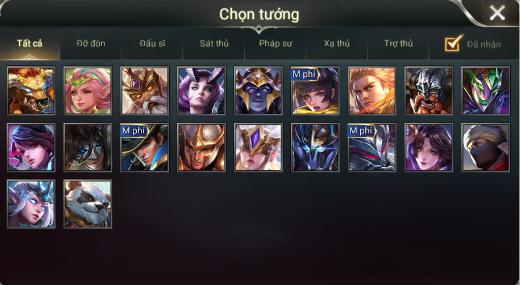 Chọn tướng
Tất cả Đỡ đòn Đấu sĩ Sát thủ Pháp sư Xạ thủ Trợ thủ Đã nhận
M phí
M phí M phí